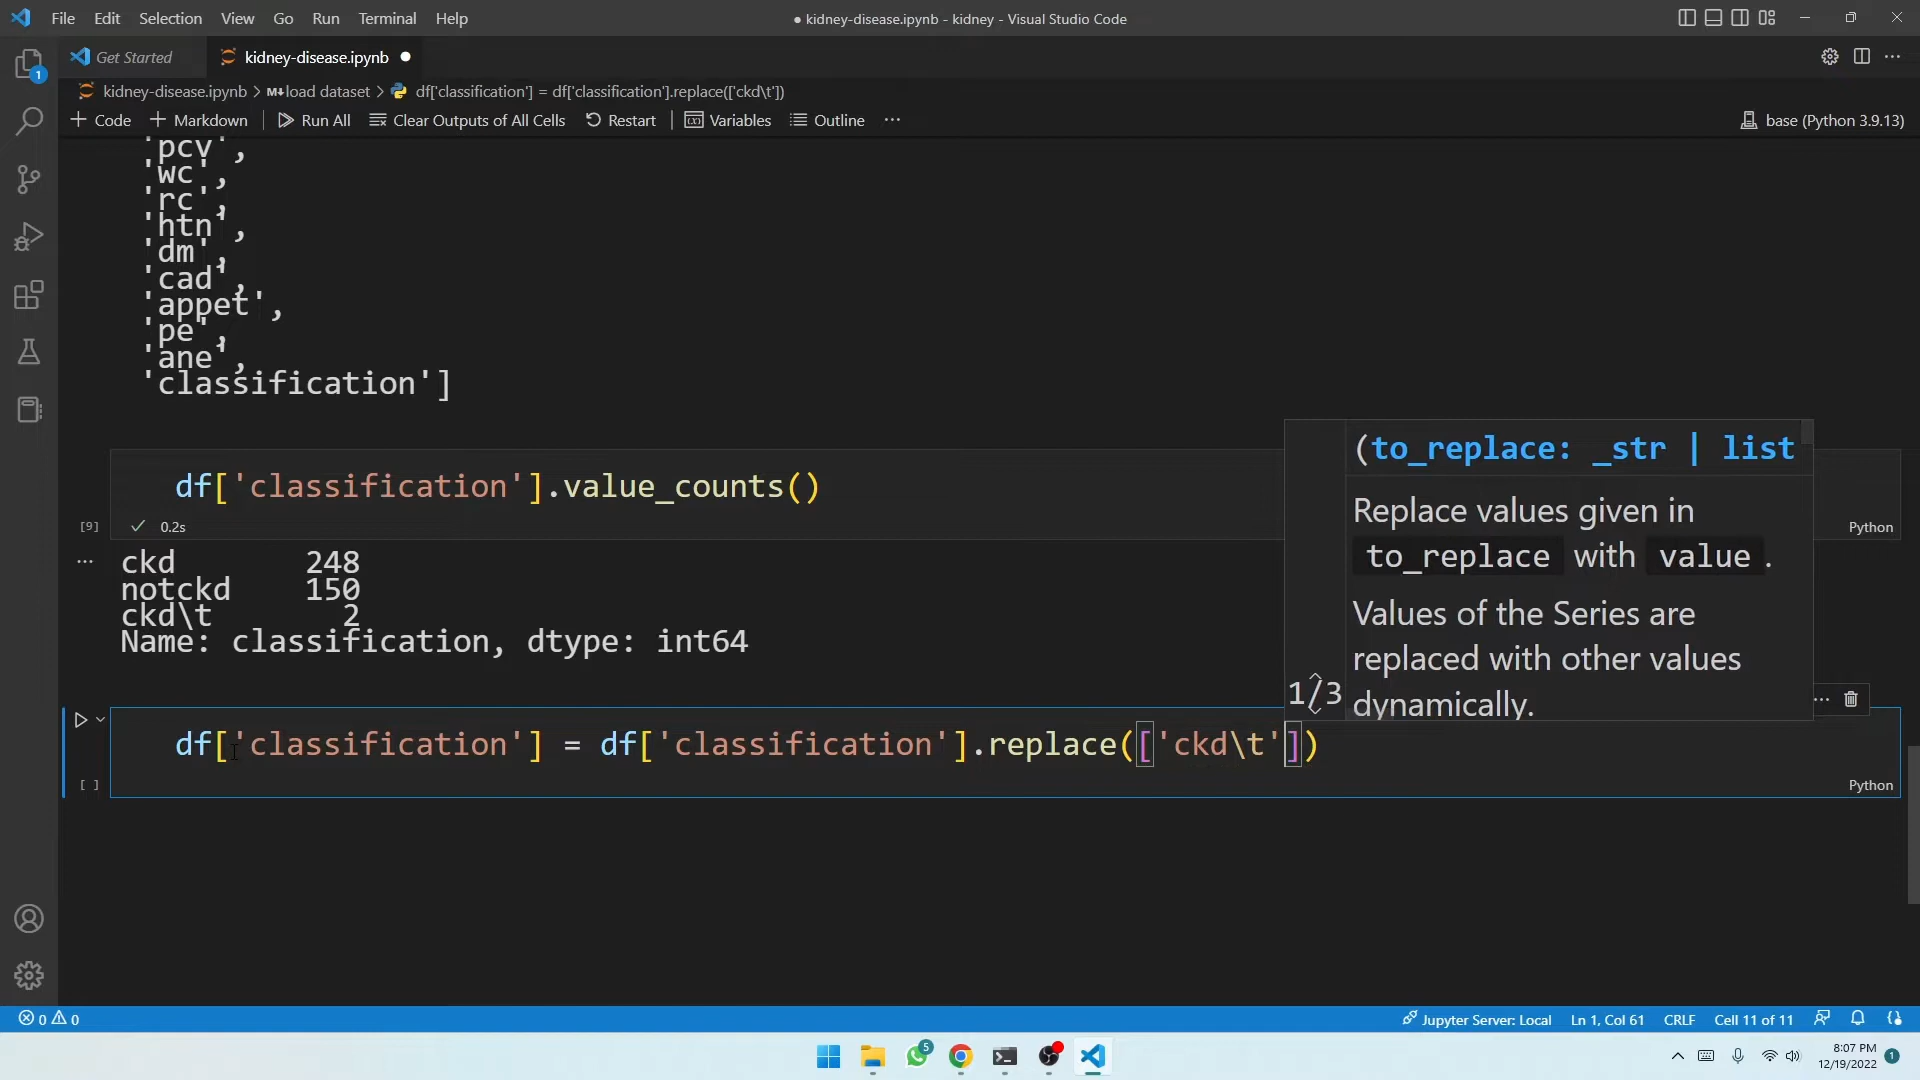 File Edit Selection View Go Run Terminal Help
● kidney-disease.ipynb - kidney - Visual Studio Code
Get Started
kidney-disease.ipynb ●
1
kidney-disease.ipynb > M↓load dataset > df['classification'] = df['classification'].replace(['ckd\t'])
+ Code + Markdown | Run All Clear Outputs of All Cells Restart | Variables Outline ···
base (Python 3.9.13)
'pcv',
'wc',
'rc',
'htn',
'dm',
'cad',
'appet',
'pe',
'ane',
'classification']
df['classification'].value_counts()
[9] 0.2s
Python
ckd 248
notckd 150
ckd\t 2
Name: classification, dtype: int64
(to_replace: _str | list
Replace values given in
to_replace with value .
Values of the Series are
replaced with other values
dynamically.
1/3
df['classification'] = df['classification'].replace(['ckd\t'])
[ ]
Python
0 0
Jupyter Server: Local Ln 1, Col 61 CRLF Cell 11 of 11
5
8:07 PM
12/19/2022
1